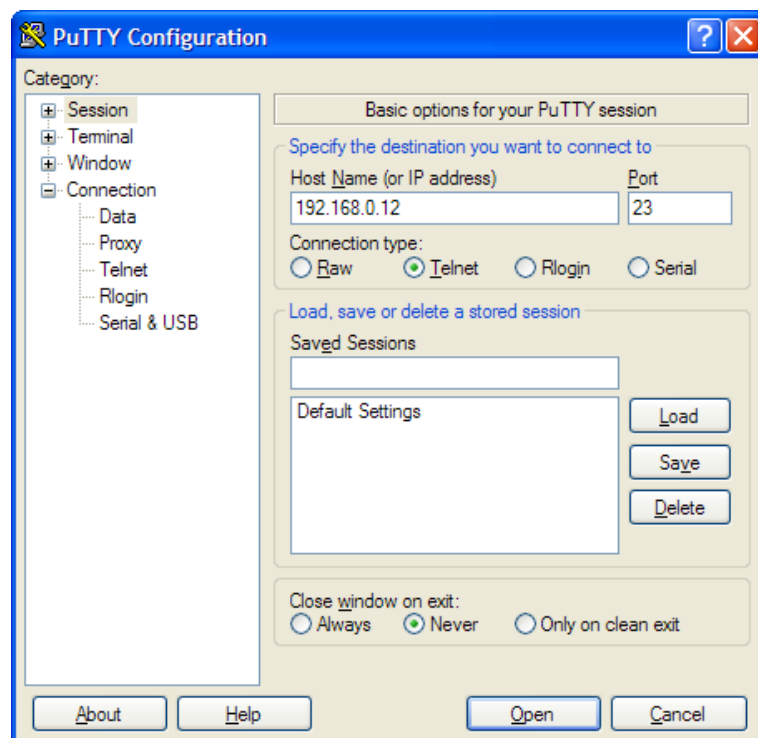 PuTTY Configuration
Category:
Session
Terminal
Window
Connection
Data
Proxy
Telnet
Rlogin
Serial & USB
Basic options for your PuTTY session
Specify the destination you want to connect to
Host Name (or IP address) Port
192.168.0.12 23
Connection type:
Raw Telnet Rlogin Serial
Load, save or delete a stored session
Saved Sessions
Default Settings
Load
Save
Delete
Close window on exit:
Always Never Only on clean exit
About Help Open Cancel